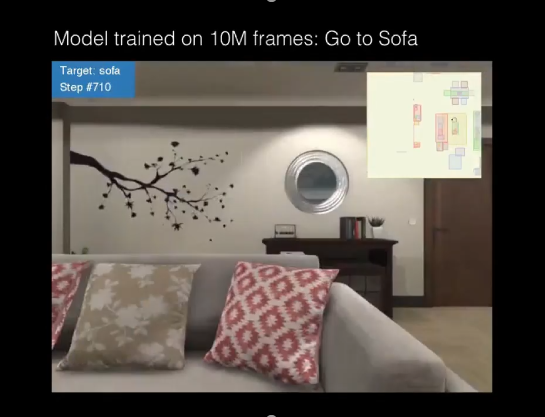 Model trained on 10M frames: Go to Sofa
Target: sofa
Step #710